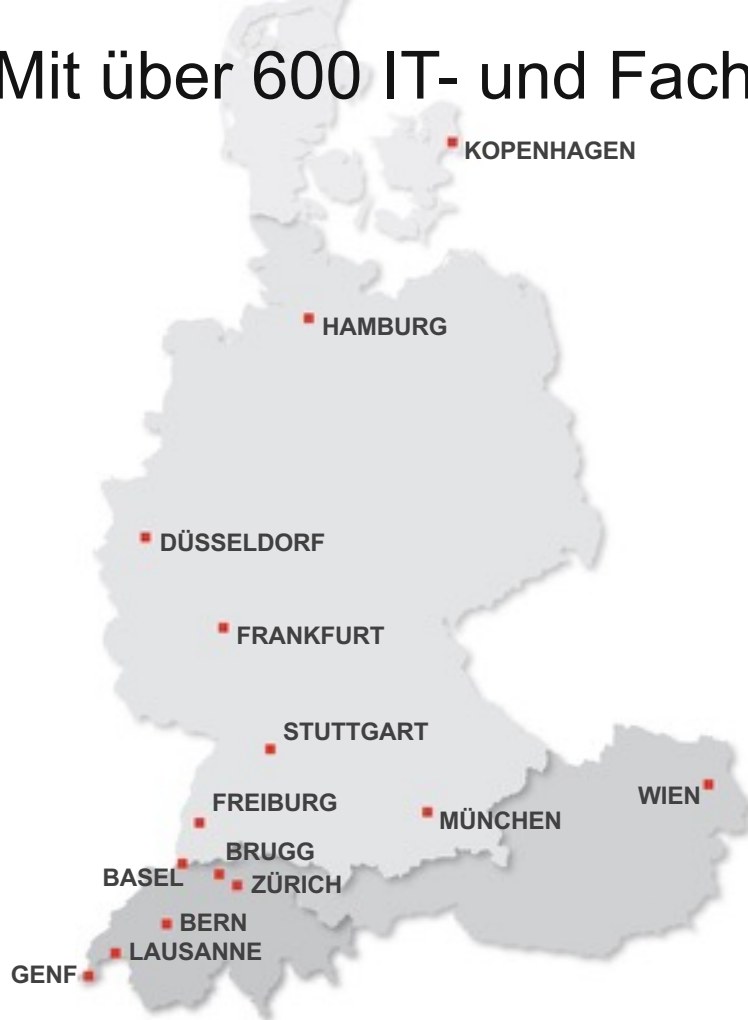 Mit über 600 IT- und Fach
KOPENHAGEN
HAMBURG
DÜSSELDORF
FRANKFURT
STUTTGART
WIEN
FREIBURG
MÜNCHEN
BRUGG
BASEL
ZÜRICH
BERN
LAUSANNE
GENF